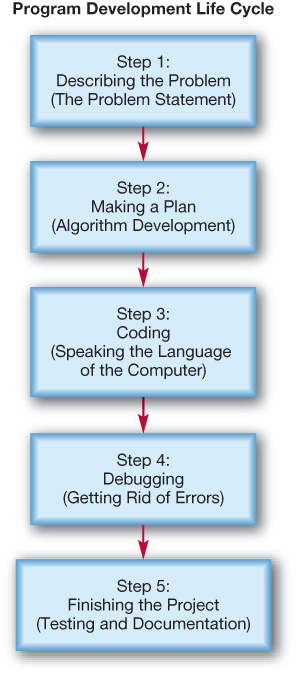 Program Development Life Cycle
Step 1:
Describing the Problem
(The Problem Statement)
Step 2:
Making a Plan
(Algorithm Development)
Step 3:
Coding
(Speaking the Language
of the Computer)
Step 4:
Debugging
(Getting Rid of Errors)
Step 5:
Finishing the Project
(Testing and Documentation)